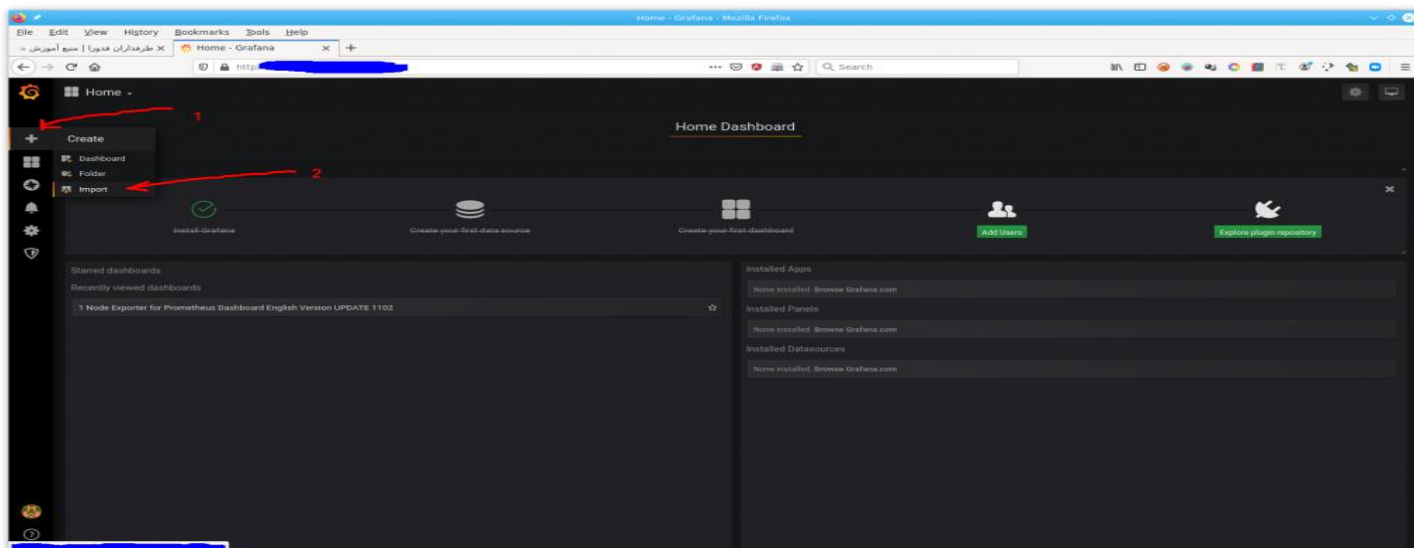 Home - Grafana - Mozilla Firefox
File Edit View History Bookmarks Tools Help
طرفداران فدورا | منبع آموزش
Home - Grafana
http
Search
Home
1
Home Dashboard
Create
Dashboard
Folder
2
Import
Install Grafana
Create your first data source
Create your first dashboard
Add Users
Explore plugin repository
Starred dashboards
Recently viewed dashboards
1 Node Exporter for Prometheus Dashboard English Version UPDATE 1102
Installed Apps
None installed. Browse Grafana.com
Installed Panels
None installed. Browse Grafana.com
Installed Datasources
None installed. Browse Grafana.com